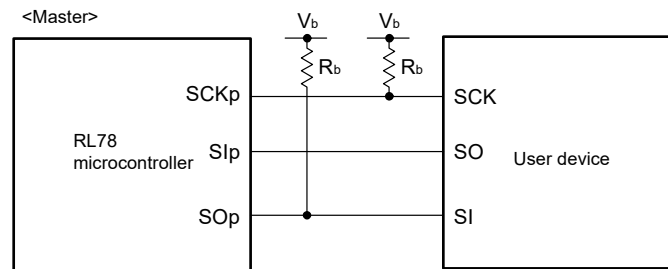 <Master>
Vb Vb
Rb Rb
SCKp SCK
RL78
microcontroller
SIp SO
User device
SOp SI